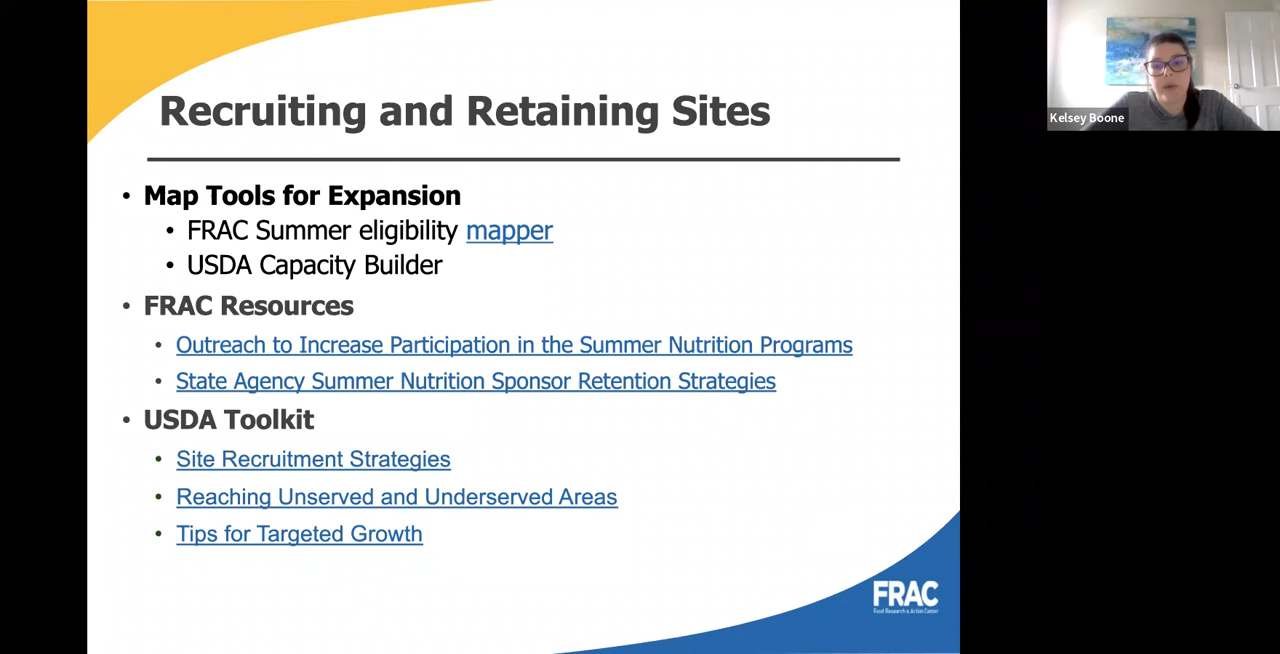 Recruiting and Retaining Sites
• Map Tools for Expansion
• FRAC Summer eligibility mapper
• USDA Capacity Builder
• FRAC Resources
• Outreach to Increase Participation in the Summer Nutrition Programs
• State Agency Summer Nutrition Sponsor Retention Strategies
• USDA Toolkit
• Site Recruitment Strategies
• Reaching Unserved and Underserved Areas
• Tips for Targeted Growth
FRAC
Food Research & Action Center
Kelsey Boone